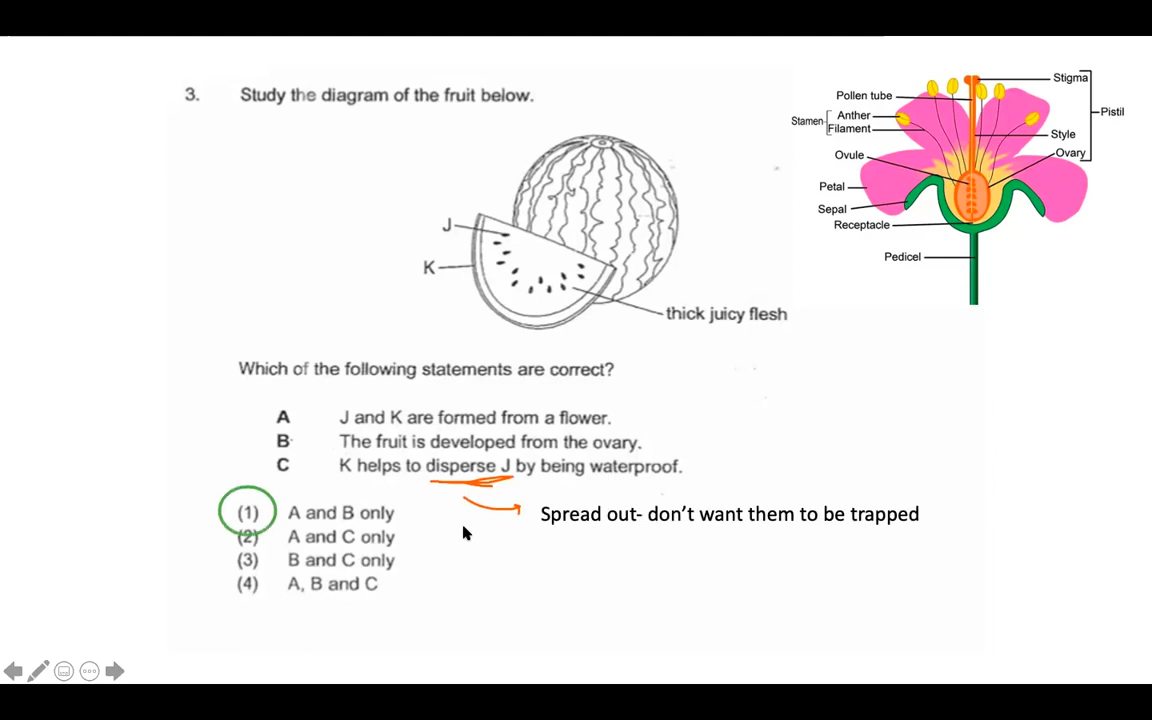 3. Study the diagram of the fruit below.
Stigma
Pollen tube
Pistil
Stamen
Anther
Filament
Style
Ovule
Ovary
Petal
Sepal
Receptacle
Pedicel
J
K
thick juicy flesh
Which of the following statements are correct?
A J and K are formed from a flower.
B The fruit is developed from the ovary.
C K helps to disperse J by being waterproof.
(1) A and B only
Spread out- don't want them to be trapped
(2) A and C only
(3) B and C only
(4) A, B and C